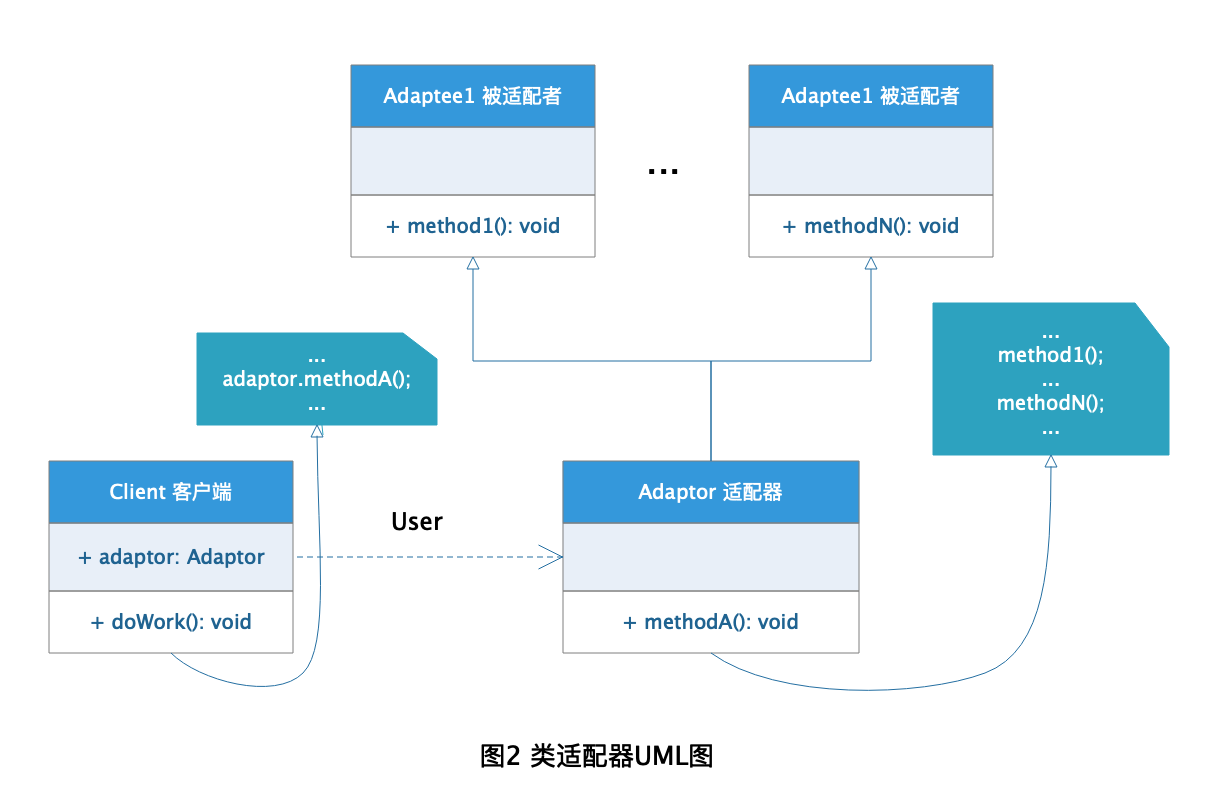 Adaptee1 被适配者
+ method1(): void
...
Adaptee1 被适配者
+ methodN(): void
...
adaptor.methodA();
...
...
method1();
...
methodN();
...
Client 客户端
+ adaptor: Adaptor
+ doWork(): void
User
Adaptor 适配器
+ methodA(): void
图2 类适配器UML图